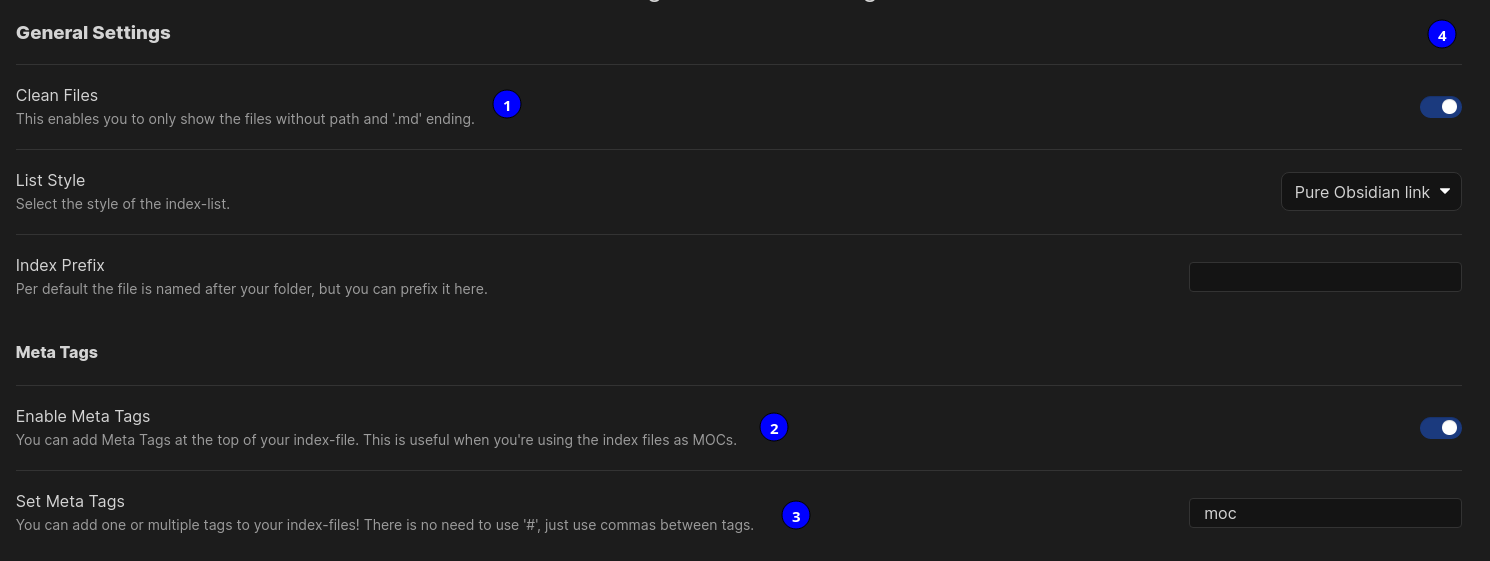 General Settings
4
Clean Files
1
This enables you to only show the files without path and '.md' ending.
List Style
Pure Obsidian link
Select the style of the index-list.
Index Prefix
Per default the file is named after your folder, but you can prefix it here.
Meta Tags
Enable Meta Tags
2
You can add Meta Tags at the top of your index-file. This is useful when you're using the index files as MOCs.
Set Meta Tags
3
moc
You can add one or multiple tags to your index-files! There is no need to use '#', just use commas between tags.